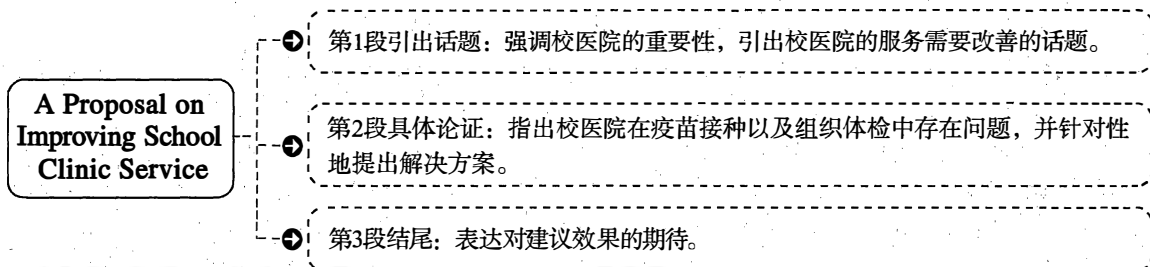 A Proposal on
Improving School
Clinic Service
第1段引出话题：强调校医院的重要性，引出校医院的服务需要改善的话题。
第2段具体论证：指出校医院在疫苗接种以及组织体检中存在问题，并针对性
地提出解决方案。
第3段结尾：表达对建议效果的期待。